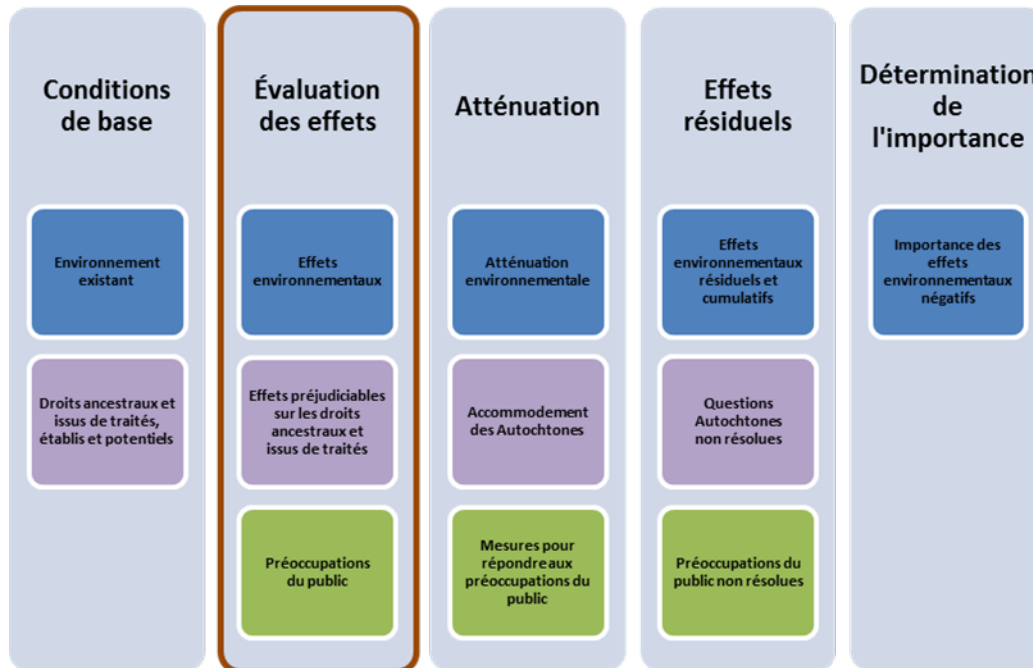 Conditions
de base
Environnement
existant
Droits ancestraux et
issus de traités,
établis et potentiels
Évaluation
des effets
Effets
environnementaux
Effets préjudiciables
sur les droits
ancestraux et
issus de traités
Préoccupations
du public
Atténuation
Atténuation
environnementale
Accommodement
des Autochtones
Mesures pour
répondre aux
préoccupations du
public
Effets
résiduels
Effets
environnementaux
résiduels et
cumulatifs
Questions
Autochtones
non résolues
Préoccupations du
public non résolues
Détermination
de
l'importance
Importance des
effets
environnementaux
négatifs